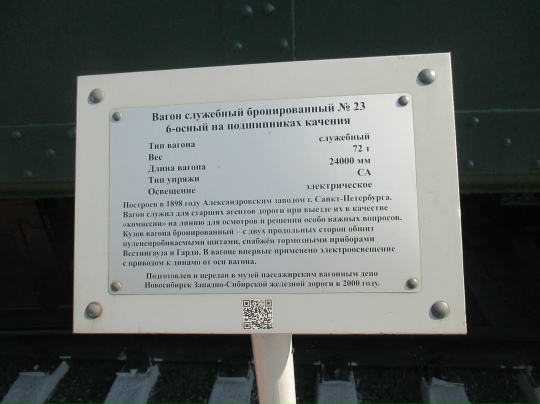 Вагон служебный бронированный № 23
6-осный на подшипниках качения
Тип вагона служебный
Вес 72 т
Длина вагона 24000 мм
Тип упряжи СА
Освещение электрическое
Построен в 1898 году Александровским заводом г. Санкт-Петербурга.
Вагон служил для старших агентов дороги при выезде их в качестве
«комиссии» на линию для осмотров и решения особо важных вопросов.
Кузов вагона бронированный – с двух продольных сторон обшит
пуленепробиваемыми щитами, снабжён тормозными приборами
Вестингауза и Гарди. В вагоне впервые применено электроосвещение
с приводом к динамо от оси вагона.
Подготовлен и передан в музей пассажирским вагонным депо
Новосибирск Западно-Сибирской железной дороги в 2000 году.